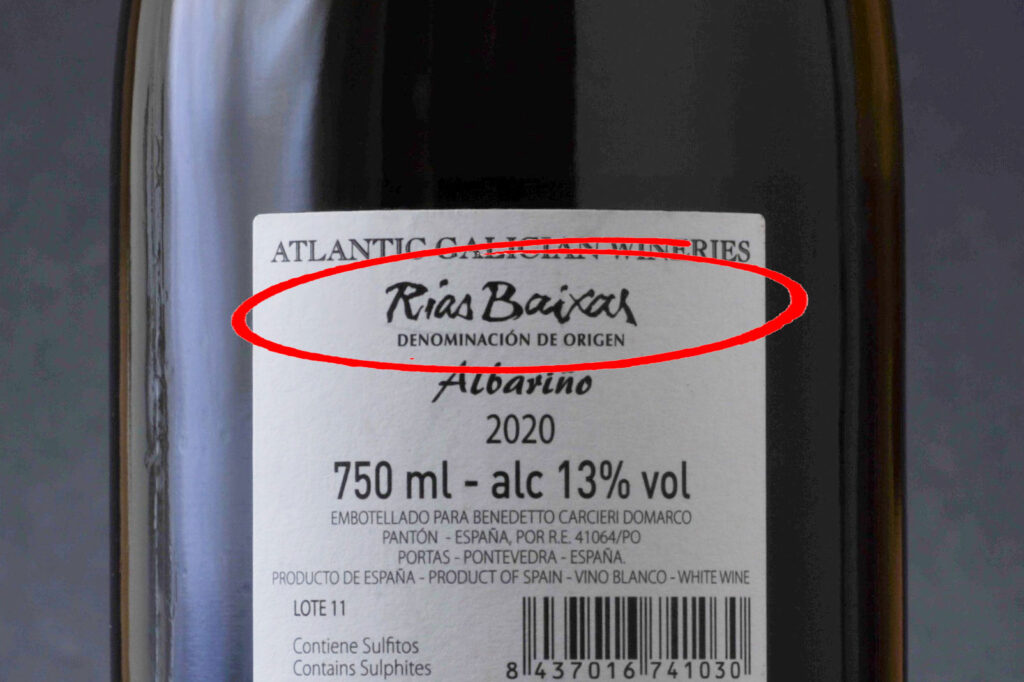 ATLANTIC GALICIAN WINERIES
Rías Baixas
DENOMINACIÓN DE ORIGEN
Albariño
2020
750 ml - alc 13% vol
EMBOTELLADO PARA BENEDETTO CARCIERI DOMARCO
PANTÓN - ESPAÑA, POR R.E. 41064/PO
PORTAS - PONTEVEDRA - ESPAÑA.
PRODUCTO DE ESPAÑA - PRODUCT OF SPAIN - VINO BLANCO - WHITE WINE
LOTE 11
Contiene Sulfitos
Contains Sulphites
8 437016 741030